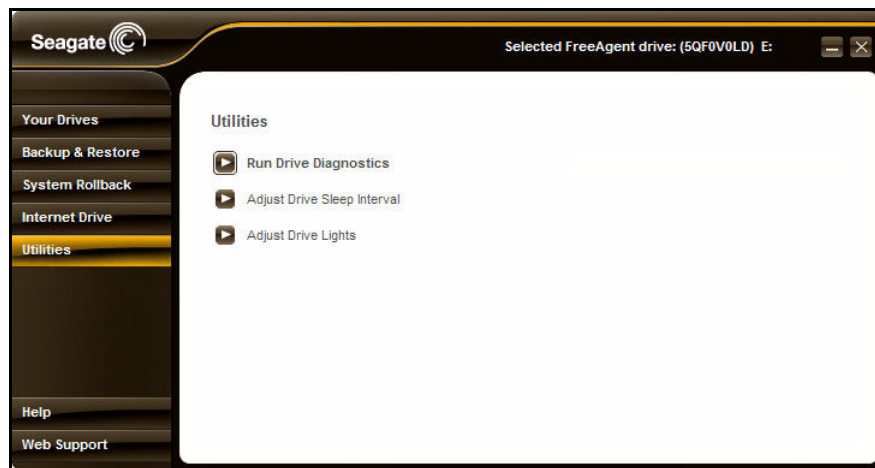 Seagate
Selected FreeAgent drive: (5QF0V0LD) E:
Your Drives
Backup & Restore
System Rollback
Internet Drive
Utilities
Help
Web Support
Utilities
Run Drive Diagnostics
Adjust Drive Sleep Interval
Adjust Drive Lights